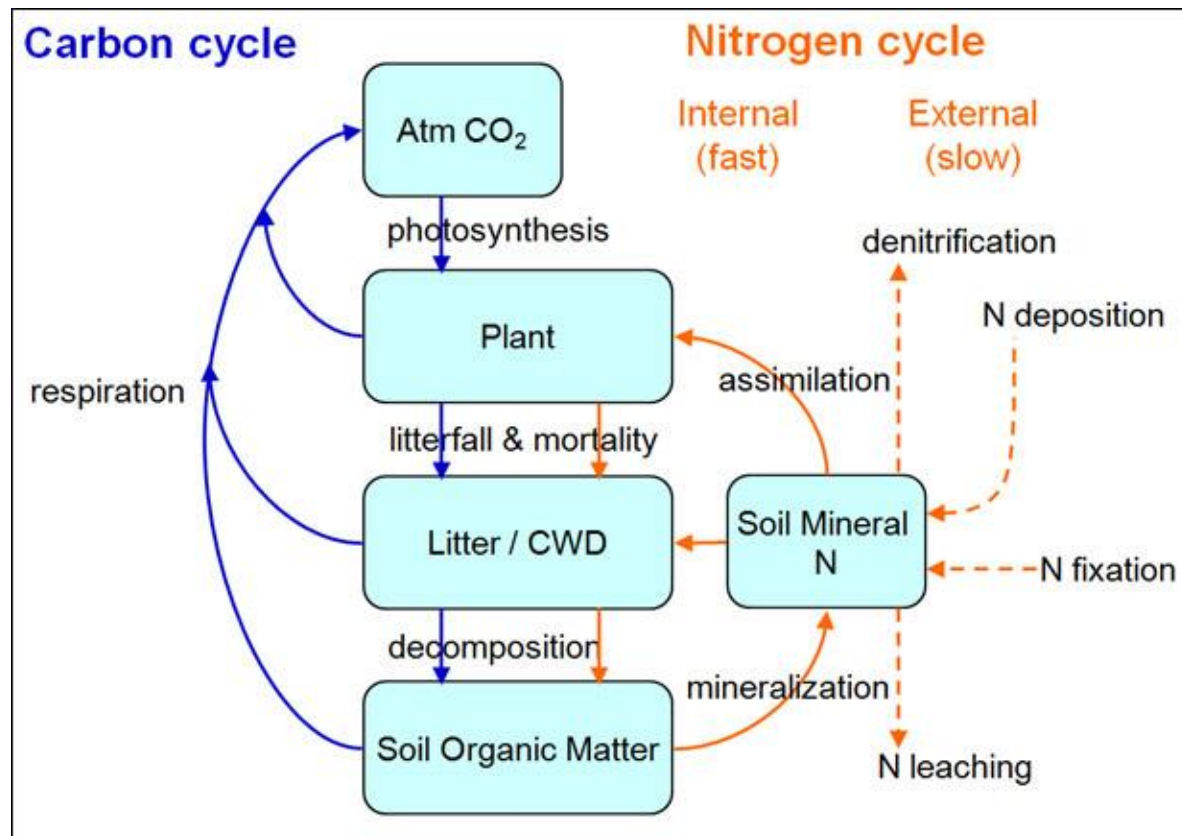 Carbon cycle
Nitrogen cycle
Internal
(fast)
External
(slow)
Atm CO₂
photosynthesis
denitrification
Plant
N deposition
respiration
assimilation
litterfall & mortality
Litter / CWD
Soil Mineral
N
N fixation
decomposition
mineralization
Soil Organic Matter
N leaching